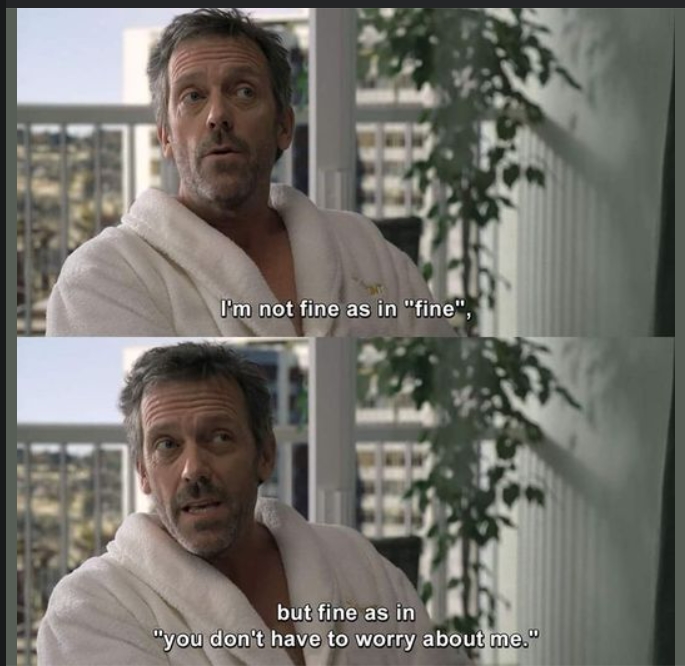 I'm not fine as in "fine",
but fine as in
"you don't have to worry about me."